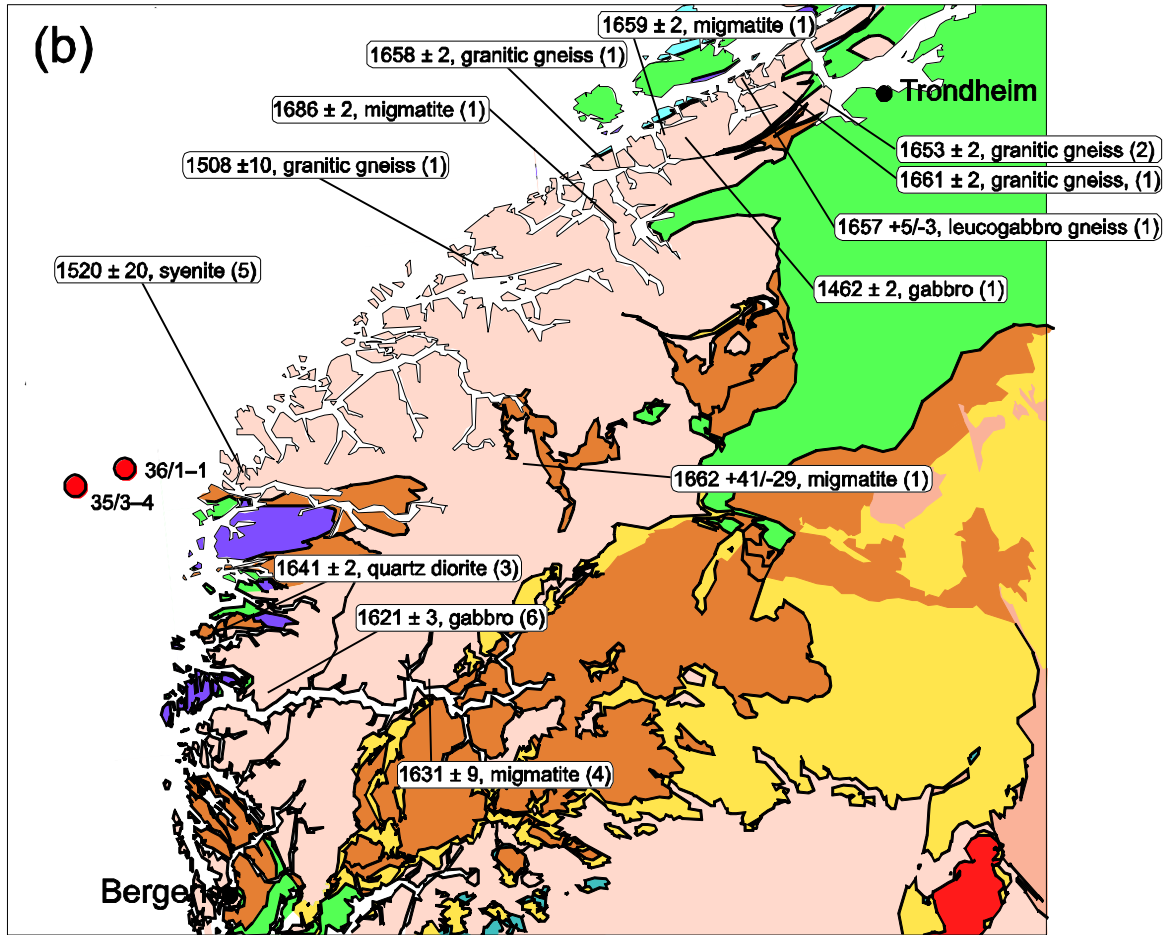 (b)
1659 ± 2, migmatite (1)
1658 ± 2, granitic gneiss (1)
Trondheim
1686 ± 2, migmatite (1)
1653 ± 2, granitic gneiss (2)
1508 ±10, granitic gneiss (1)
1661 ± 2, granitic gneiss, (1)
1657 +5/-3, leucogabbro gneiss (1)
1520 ± 20, syenite (5)
1462 ± 2, gabbro (1)
36/1–1
35/3–4
1662 +41/-29, migmatite (1)
1641 ± 2, quartz diorite (3)
1621 ± 3, gabbro (6)
1631 ± 9, migmatite (4)
Bergen